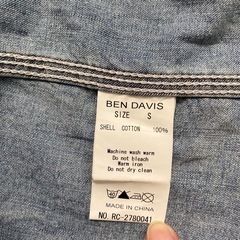 BEN DAVIS
SIZE S
SHELL COTTON 100%
Machine wash warm
Do not bleach
Warm iron
Do not dry clean
MADE IN CHINA
NO. RC-2780041